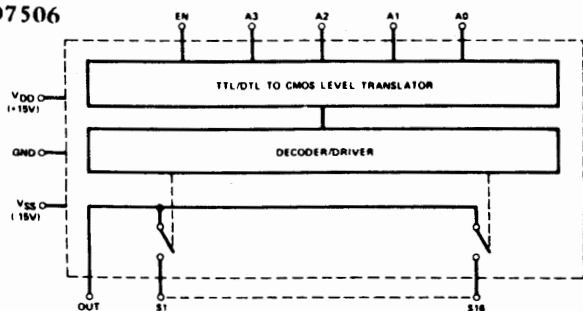 07506
EN A3 A2 A1 A0
TTL/DTL TO CMOS LEVEL TRANSLATOR
VDD
(+15V)
GND
DECODER/DRIVER
VSS
(-15V)
OUT S1 S16